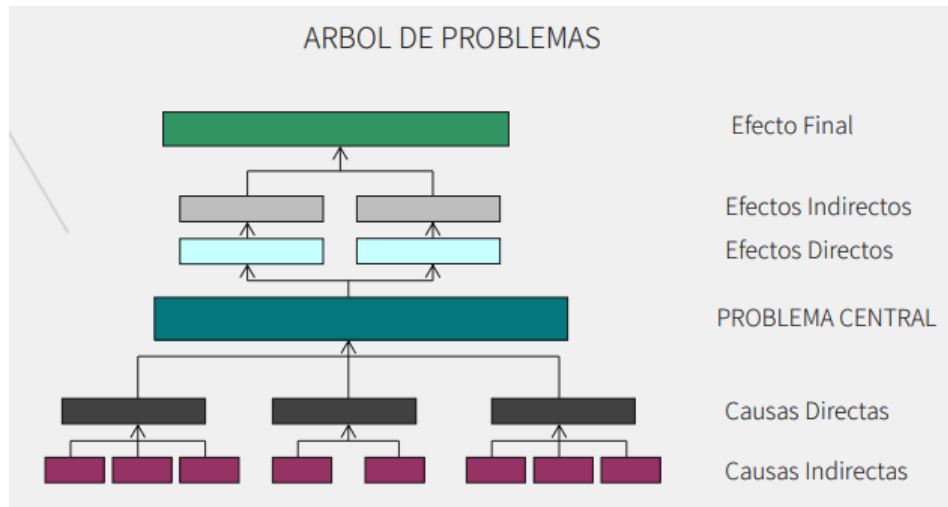 ARBOL DE PROBLEMAS
Efecto Final
Efectos Indirectos
Efectos Directos
PROBLEMA CENTRAL
Causas Directas
Causas Indirectas